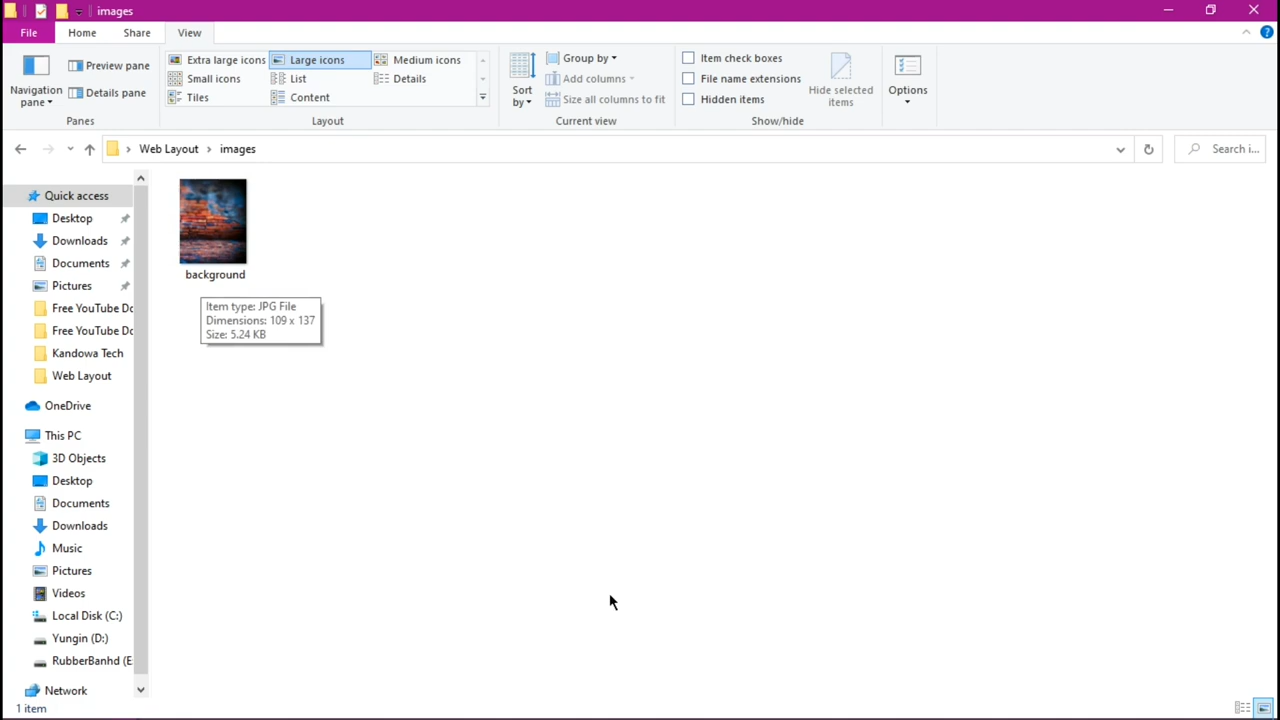 images
File
Home
Share
View
Navigation pane
Preview pane
Details pane
Panes
Extra large icons
Large icons
Medium icons
Small icons
List
Details
Tiles
Content
Layout
Sort by
Group by
Add columns
Size all columns to fit
Current view
Item check boxes
File name extensions
Hidden items
Hide selected items
Show/hide
Options
Web Layout
images
Search i...
Quick access
Desktop
Downloads
Documents
Pictures
Free YouTube Dc
Free YouTube Dc
Kandowa Tech
Web Layout
OneDrive
This PC
3D Objects
Desktop
Documents
Downloads
Music
Pictures
Videos
Local Disk (C:)
Yungin (D:)
RubberBanhd (E
Network
background
Item type: JPG File
Dimensions: 109 x 137
Size: 5.24 KB
1 item